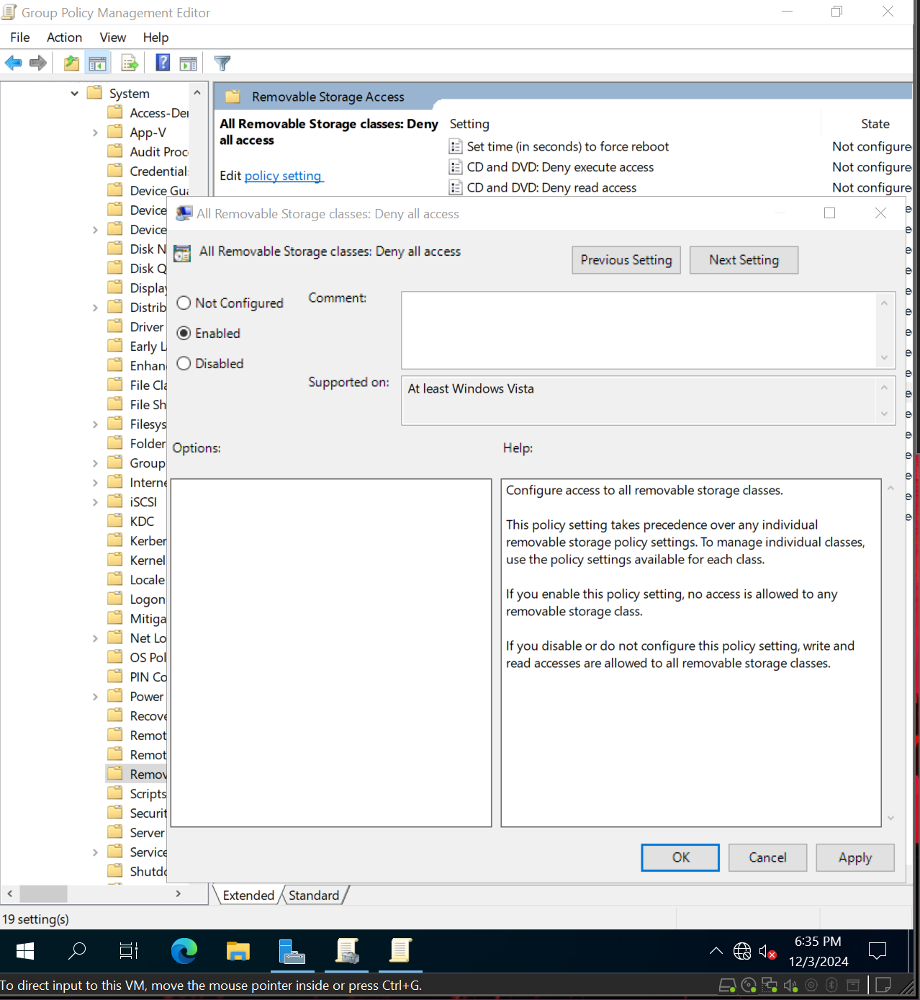 Group Policy Management Editor
File Action View Help
System
Access-Der
App-V
Audit Proc
Credential
Device Gua
Device
Device
Disk N
Disk Q
Display
Distrib
Driver
Early L
Enhan
File Cla
File Sh
Filesys
Folder
Group
Interne
iSCSI
KDC
Kerber
Kernel
Locale
Logon
Mitiga
Net Lo
OS Pol
PIN Co
Power
Recove
Remot
Remot
Remov
Scripts
Securit
Server
Service
Shutdo
Removable Storage Access
All Removable Storage classes: Deny
all access
Edit policy setting
Setting State
Set time (in seconds) to force reboot Not configure
CD and DVD: Deny execute access Not configure
CD and DVD: Deny read access Not configure
All Removable Storage classes: Deny all access
All Removable Storage classes: Deny all access
Previous Setting Next Setting
Not Configured
Enabled
Disabled
Comment:
Supported on: At least Windows Vista
Options: Help:
Configure access to all removable storage classes.
This policy setting takes precedence over any individual
removable storage policy settings. To manage individual classes,
use the policy settings available for each class.
If you enable this policy setting, no access is allowed to any
removable storage class.
If you disable or do not configure this policy setting, write and
read accesses are allowed to all removable storage classes.
OK Cancel Apply
Extended Standard
19 setting(s)
6:35 PM
12/3/2024
To direct input to this VM, move the mouse pointer inside or press Ctrl+G.